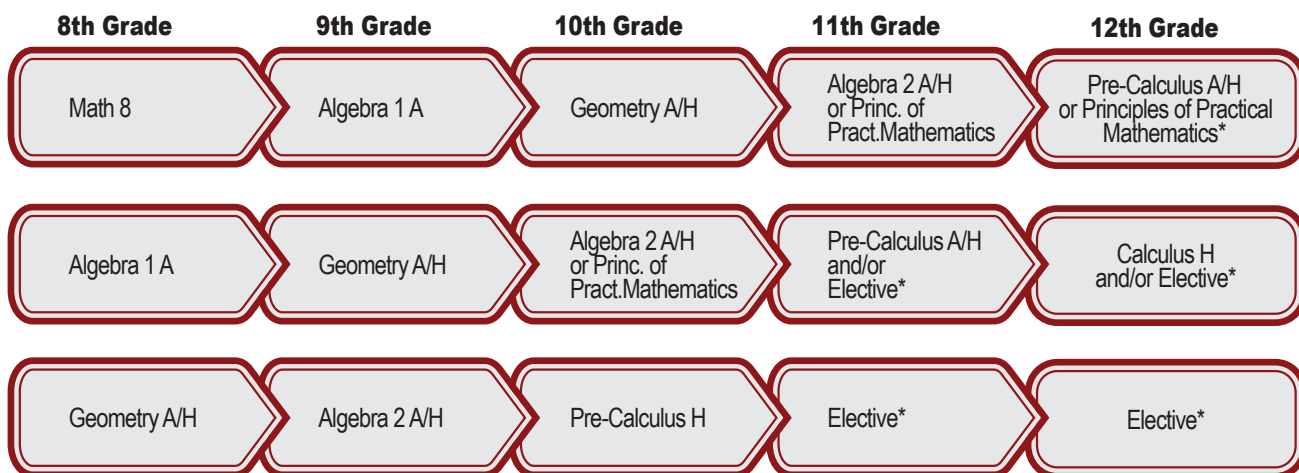 8th Grade 9th Grade 10th Grade 11th Grade 12th Grade
Math 8
Algebra 1 A
Geometry A/H
Algebra 2 A/H
or Princ. of
Pract.Mathematics
Pre-Calculus A/H
or Principles of Practical
Mathematics*
Algebra 1 A
Geometry A/H
Algebra 2 A/H
or Princ. of
Pract.Mathematics
Pre-Calculus A/H
and/or
Elective*
Calculus H
and/or Elective*
Geometry A/H
Algebra 2 A/H
Pre-Calculus H
Elective*
Elective*